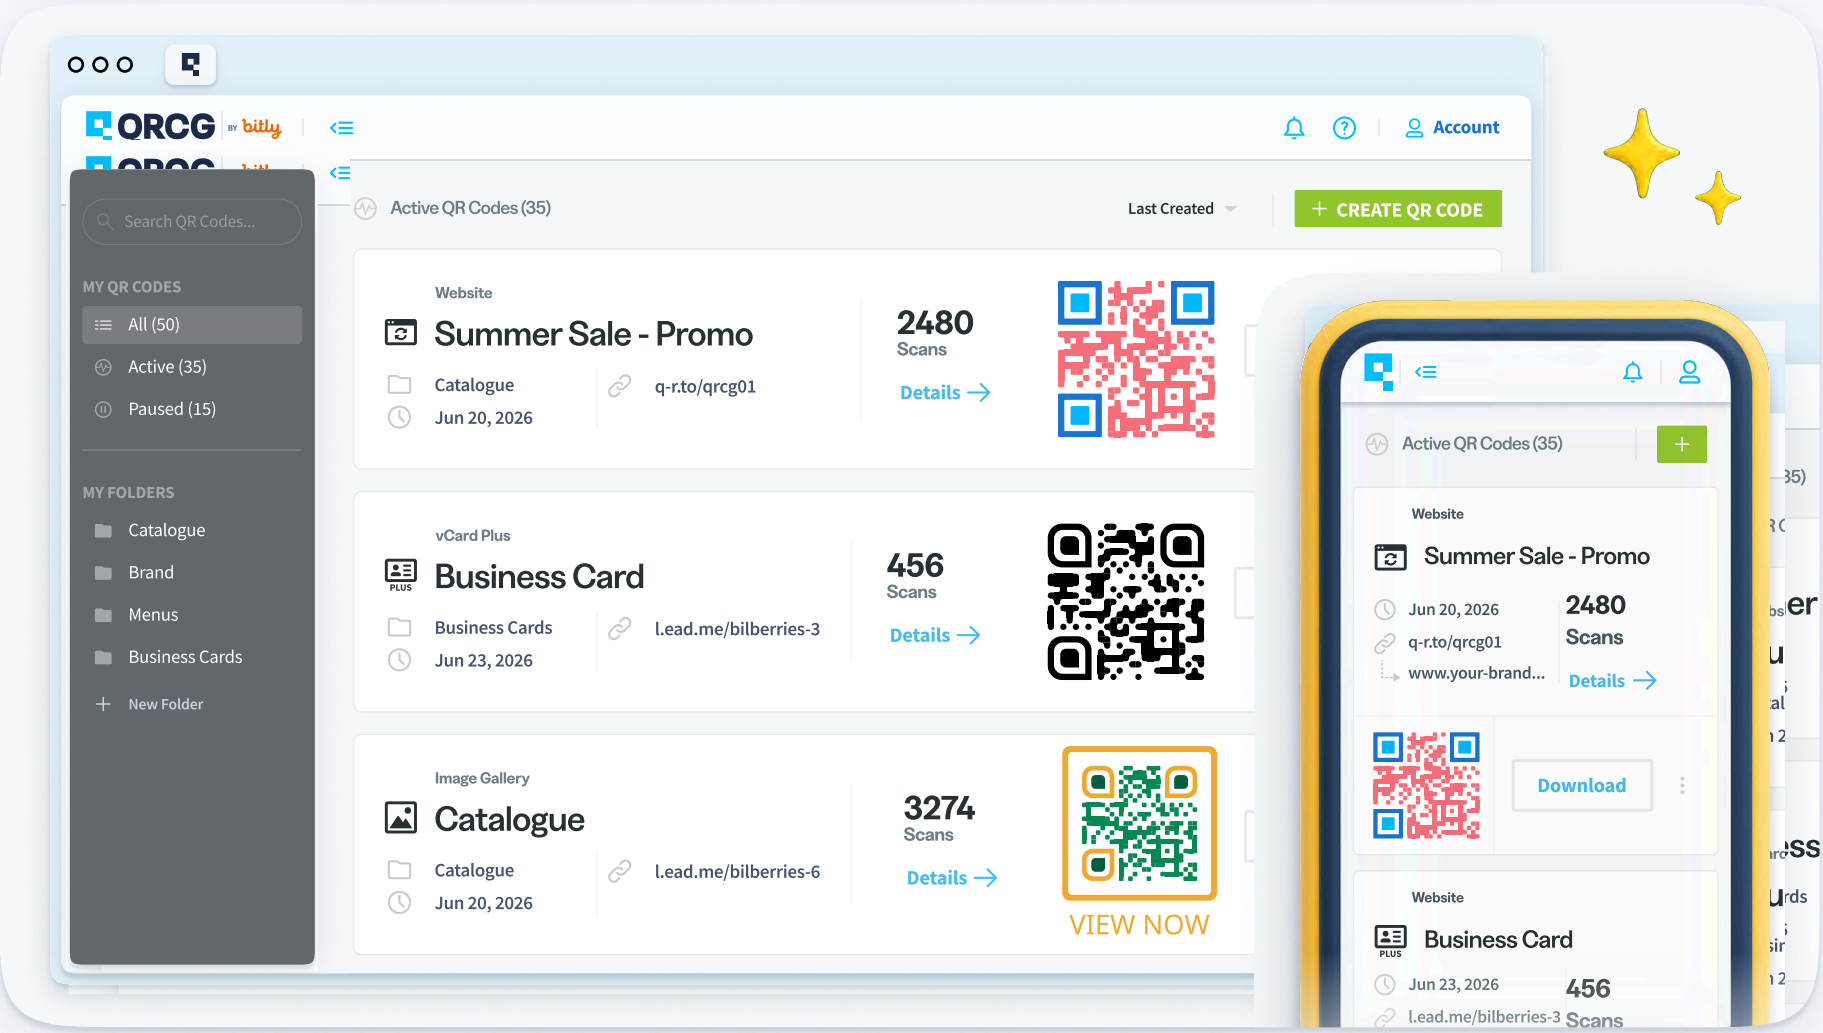 QRCG BY bitly
Account
Search QR Codes...
MY QR CODES
All (50)
Active (35)
Paused (15)
MY FOLDERS
Catalogue
Brand
Menus
Business Cards
New Folder
Active QR Codes (35)
Last Created
+ CREATE QR CODE
Website
Summer Sale - Promo
Catalogue
Jun 20, 2026
q-r.to/qrcg01
2480
Scans
Details
vCard Plus
PLUS
Business Card
Business Cards
Jun 23, 2026
l.ead.me/bilberries-3
456
Scans
Details
Image Gallery
Catalogue
Catalogue
Jun 20, 2026
l.ead.me/bilberries-6
3274
Scans
Details
VIEW NOW
Active QR Codes (35)
+
Website
Summer Sale - Promo
Jun 20, 2026
q-r.to/qrcg01
www.your-brand...
2480
Scans
Details
Download
Website
PLUS
Business Card
Jun 23, 2026
l.ead.me/bilberries-3
456
Scans